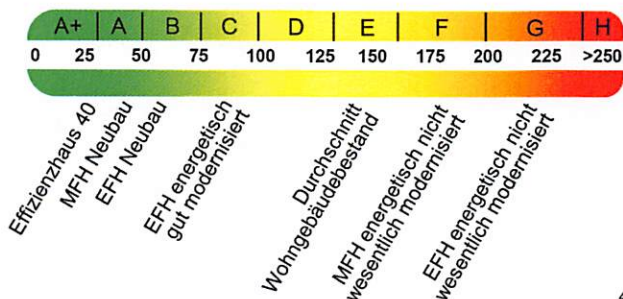 A+ A B C D E F G H
0 25 50 75 100 125 150 175 200 225 >250
Effizienzhaus 40
MFH Neubau
EFH Neubau
EFH energetisch
gut modernisiert
Durchschnitt
Wohngebäudebestand
MFH energetisch nicht
wesentlich modernisiert
EFH energetisch nicht
wesentlich modernisiert